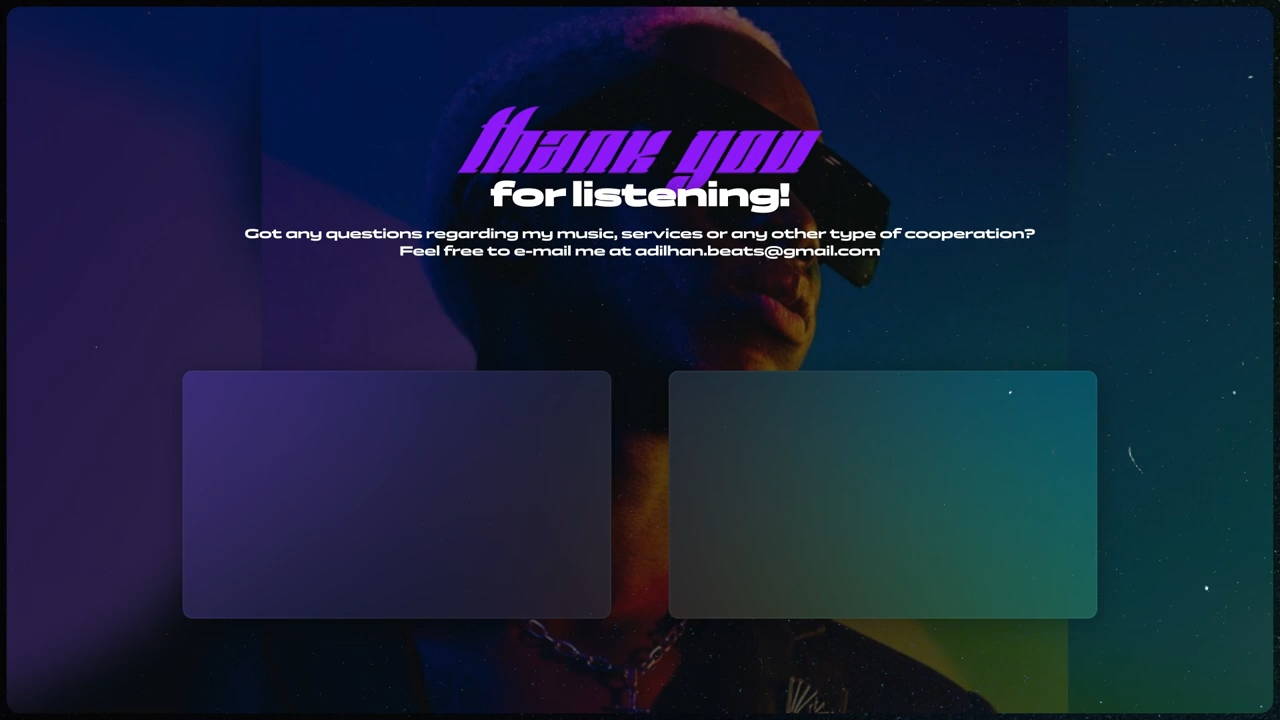 thank you
for listening!
Got any questions regarding my music, services or any other type of cooperation?
Feel free to e-mail me at adilhan.beats@gmail.com